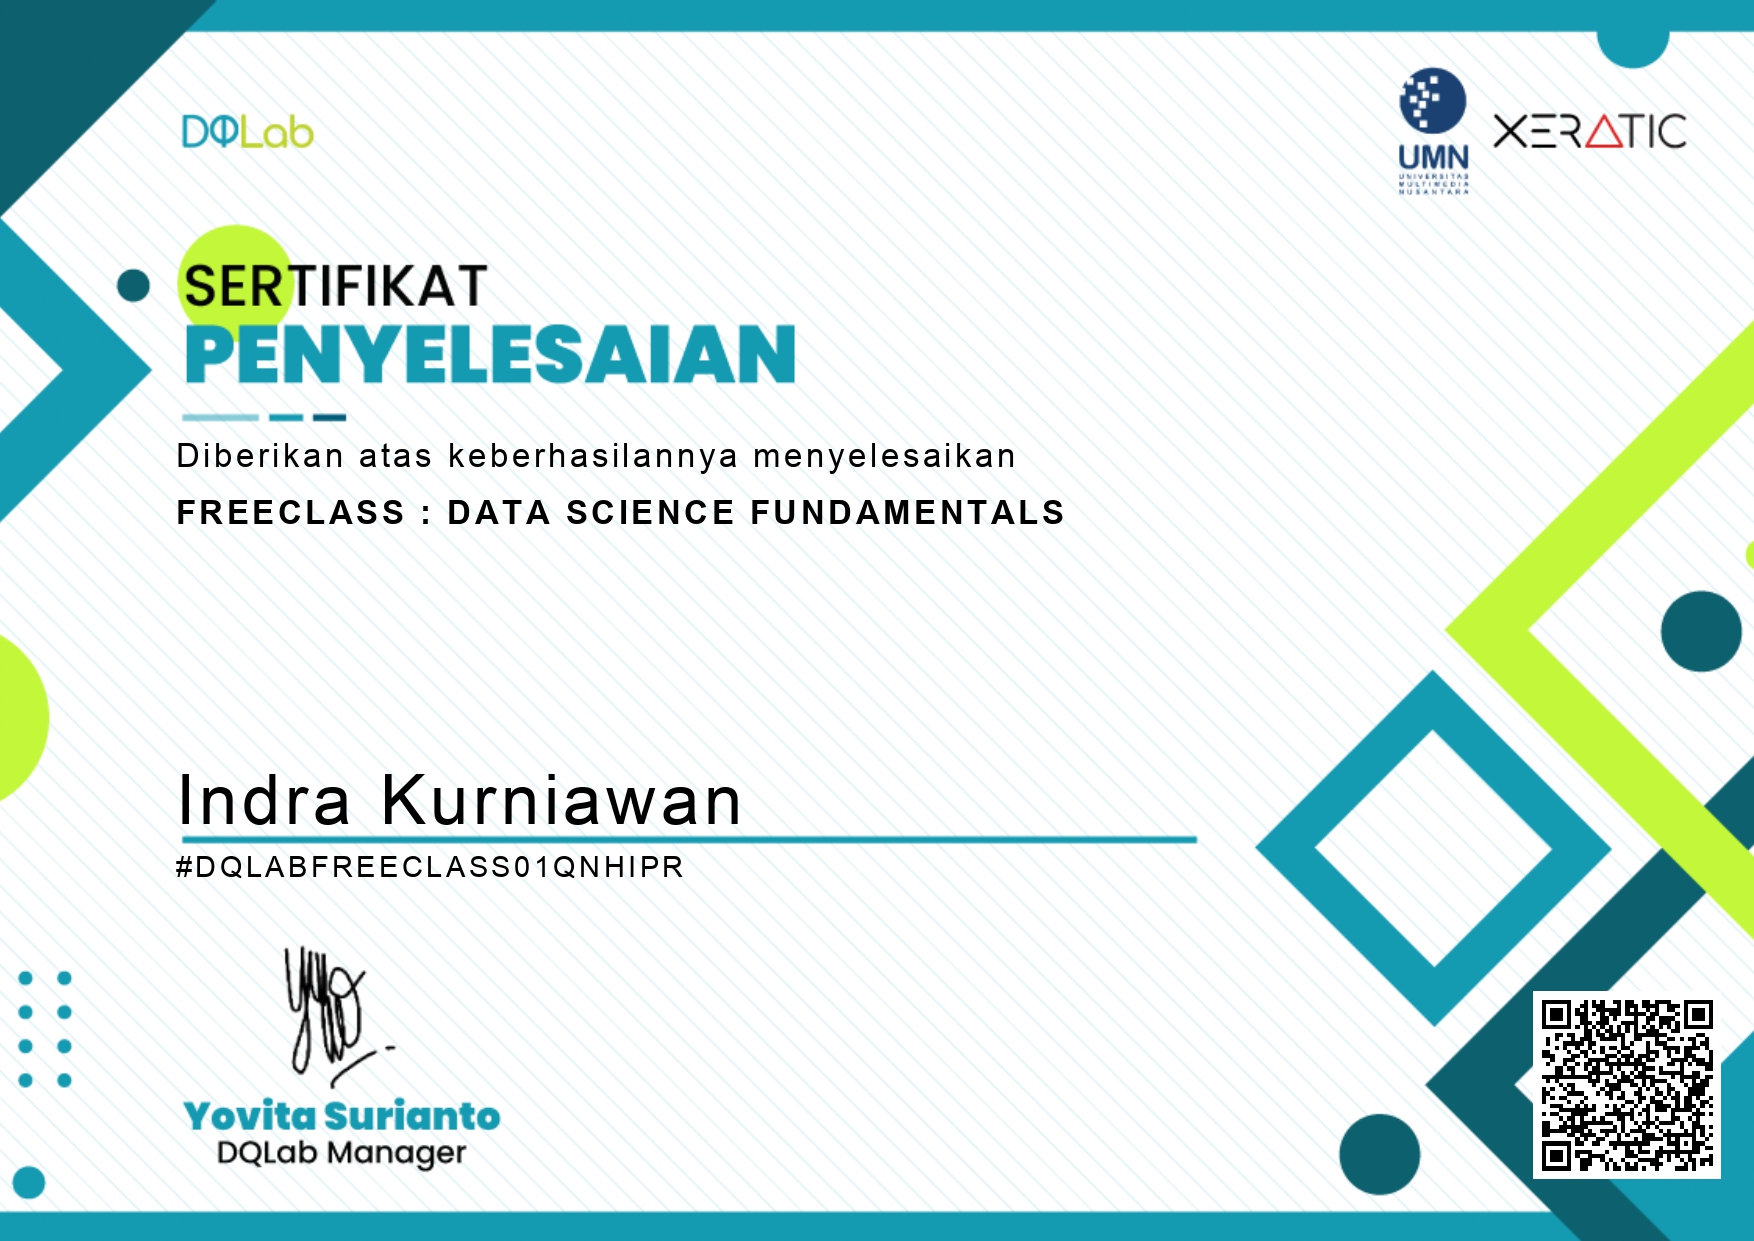 DQLab
UMN
UNIVERSITAS
MULTIMEDIA
NUSANTARA
XERATIC
SERTIFIKAT
PENYELESAIAN
Diberikan atas keberhasilannya menyelesaikan
FREECLASS : DATA SCIENCE FUNDAMENTALS
Indra Kurniawan
#DQLABFREECLASS01QNHIPR
Yovita Surianto
DQLab Manager